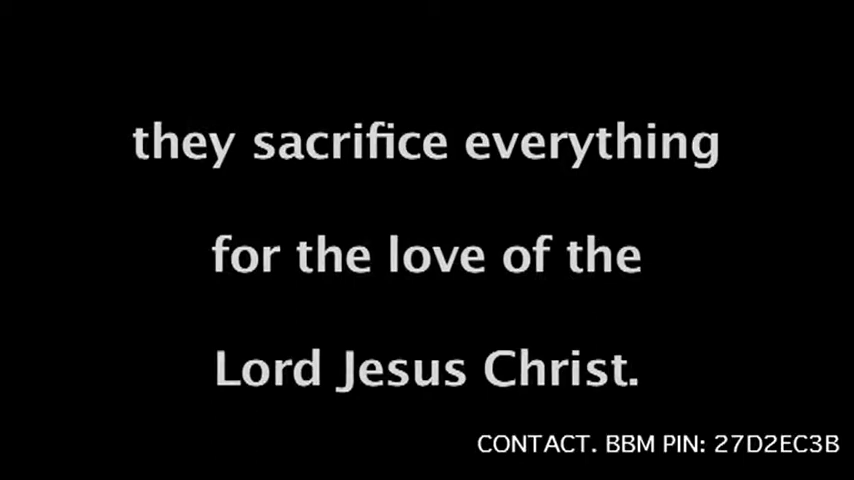 they sacrifice everything
for the love of the
Lord Jesus Christ.
CONTACT. BBM PIN: 27D2EC3B